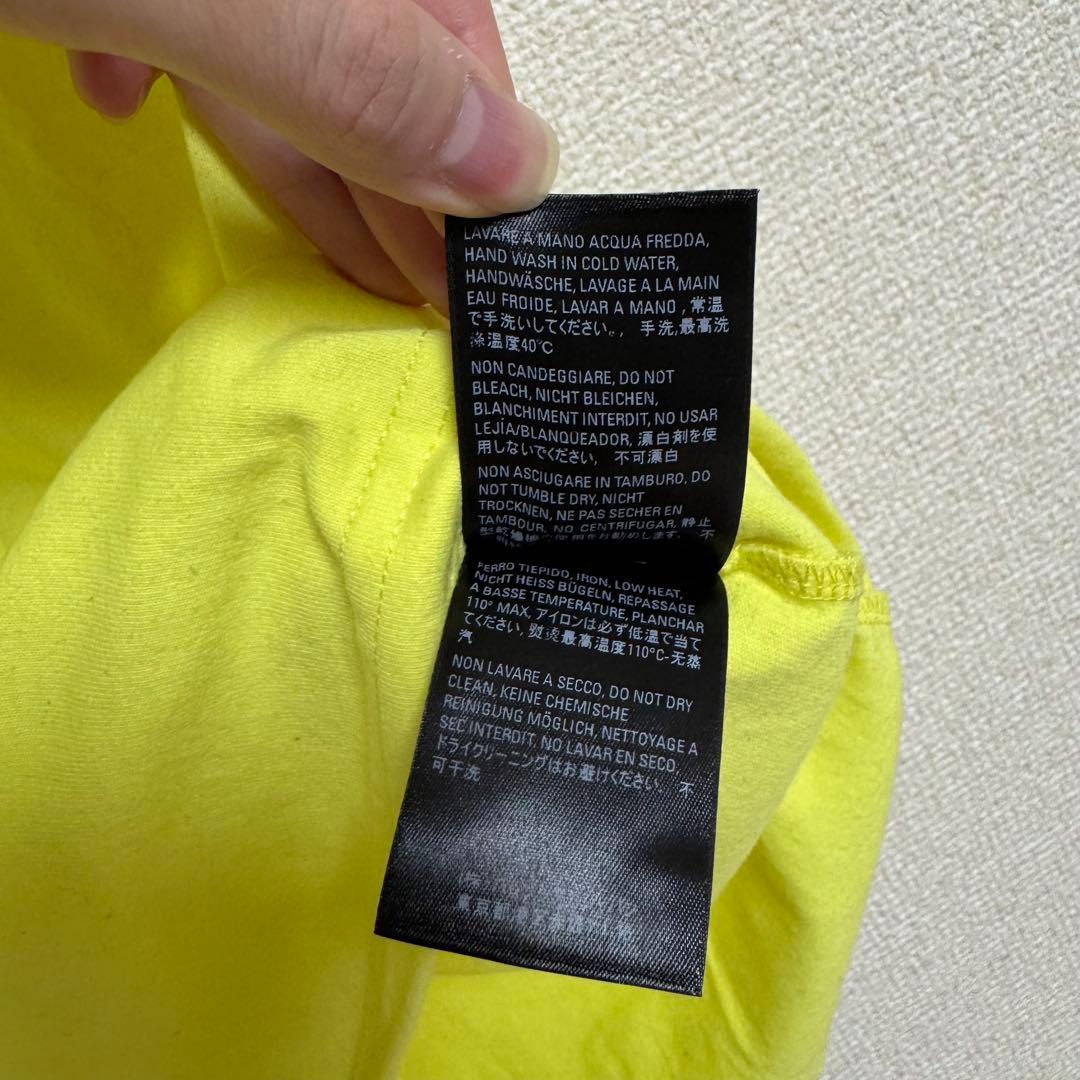 LAVARE A MANO ACQUA FREDDA,
HAND WASH IN COLD WATER,
HANDWÄSCHE, LAVAGE A LA MAIN
EAU FROIDE, LAVAR A MANO , 常温
で手洗いしてください。, 手洗,最高洗
涤温度40℃
NON CANDEGGIARE, DO NOT
BLEACH, NICHT BLEICHEN,
BLANCHIMENT INTERDIT, NO USAR
LEJÍA/BLANQUEADOR, 漂白剤を使
用しないでください, 不可漂白
NON ASCIUGARE IN TAMBURO, DO
NOT TUMBLE DRY, NICHT
TROCKNEN, NE PAS SECHER EN
TAMBOUR, NO CENTRIFUGAR, 静止
FERRO TIEPIDO, IRON, LOW HEAT,
NICHT HEISS BÜGELN, REPASSAGE
A BASSE TEMPERATURE, PLANCHAR
110° MAX, アイロンは必ず低温で当て
てください, 熨烫最高温度110°C-无蒸
汽
NON LAVARE A SECCO, DO NOT DRY
CLEAN, KEINE CHEMISCHE
REINIGUNG MÖGLICH, NETTOYAGE A
SEC INTERDIT, NO LAVAR EN SECO,
ドライクリーニングはお避けください, 不
可干洗